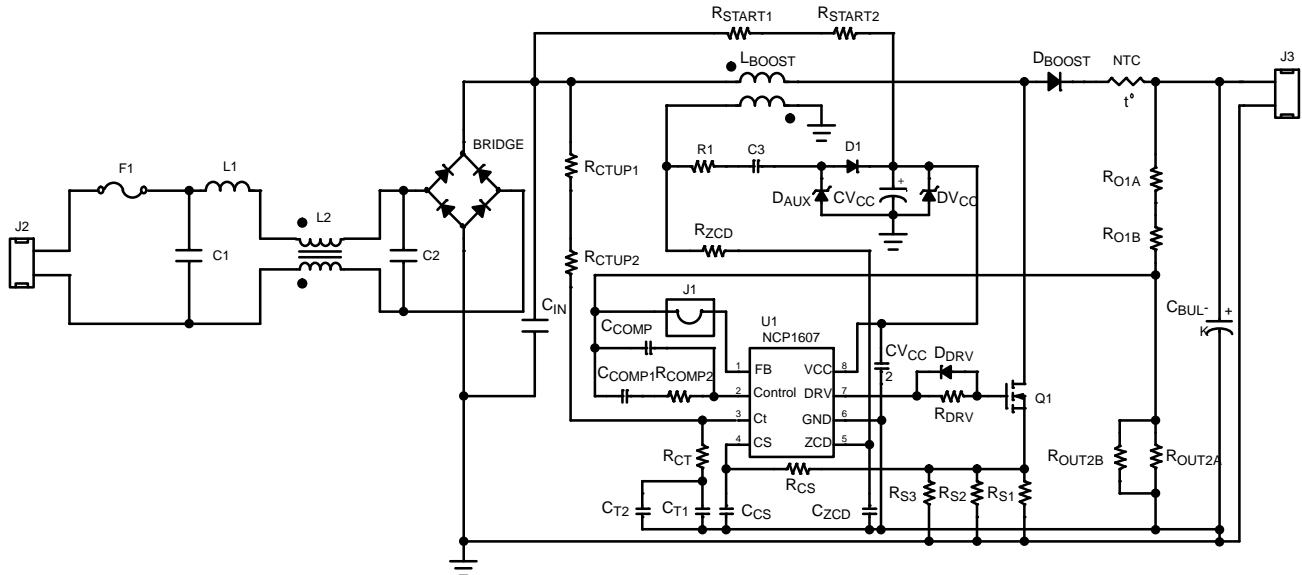 RSTART1
RSTART2
LBOOST
DBOOST
NTC
t°
J3
BRIDGE
R1
C3
D1
DAUX
CVCC
+
DVCC
RCTUP1
RO1A
F1
L1
L2
J2
C1
C2
RZCD
RO1B
RCTUP2
CIN
J1
U1
NCP1607
CCOMP
CBUL-
K
+
CCOMP1
RCOMP2
1
FB
VCC
8
CVCC
2
DDRV
2
Control
DRV
7
RDRV
Q1
3
Ct
GND
6
4
CS
ZCD
5
RCT
RCS
ROUT2B
ROUT2A
CT2
CT1
CCS
CZCD
RS3
RS2
RS1